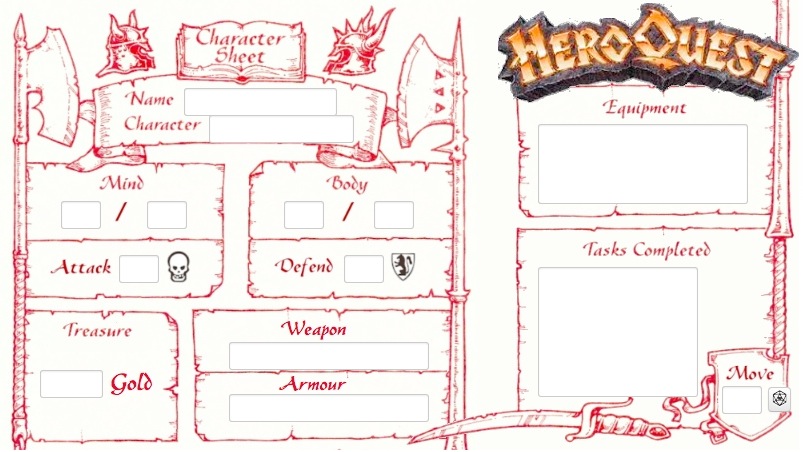 Character
Sheet
HeroQuest
Name
Character
Equipment
Mind
Body
/
/
Attack
Defend
Tasks Completed
Treasure
Gold
Weapon
Armour
Move